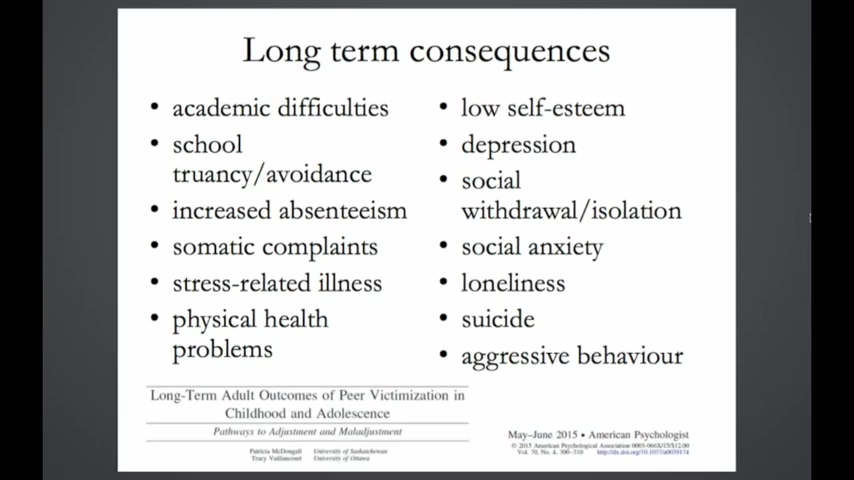 Long term consequences
• academic difficulties
• school
truancy/avoidance
• increased absenteeism
• somatic complaints
• stress-related illness
• physical health
problems
• low self-esteem
• depression
• social
withdrawal/isolation
• social anxiety
• loneliness
• suicide
• aggressive behaviour
Long-Term Adult Outcomes of Peer Victimization in
Childhood and Adolescence
Pathways to Adjustment and Maladjustment
Patricia McDougall University of Saskatchewan
Tracy Vaillancourt University of Ottawa
May–June 2015 • American Psychologist
© 2015 American Psychological Association 0003-066X/15/$12.00
Vol. 70, No. 4, 300–310 http://dx.doi.org/10.1037/a0039174